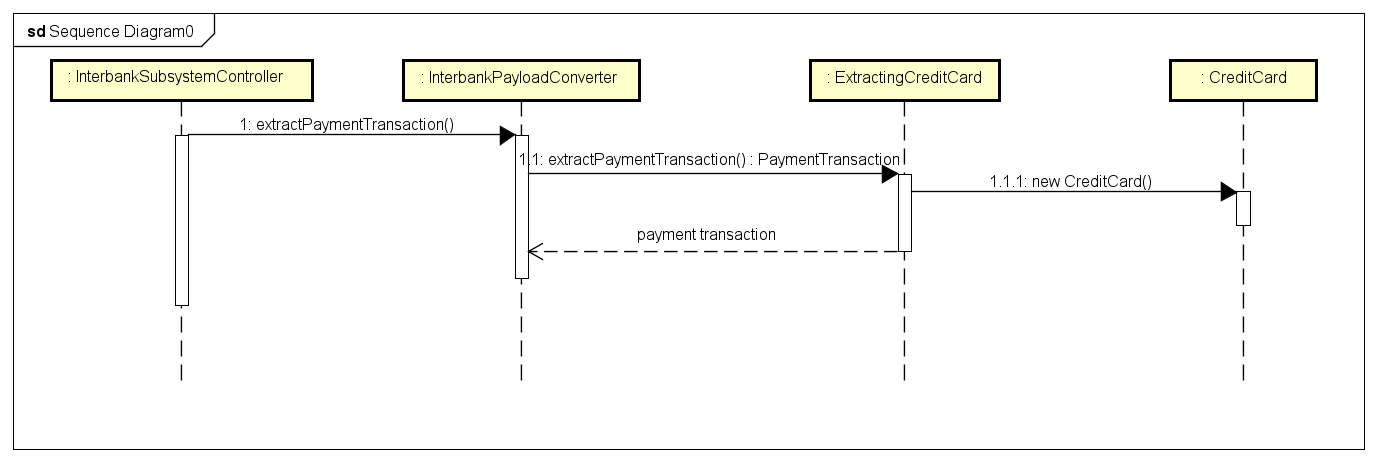 sd Sequence Diagram0
: InterbankSubsystemController
: InterbankPayloadConverter
: ExtractingCreditCard
: CreditCard
1: extractPaymentTransaction()
1.1: extractPaymentTransaction() : PaymentTransaction
1.1.1: new CreditCard()
payment transaction